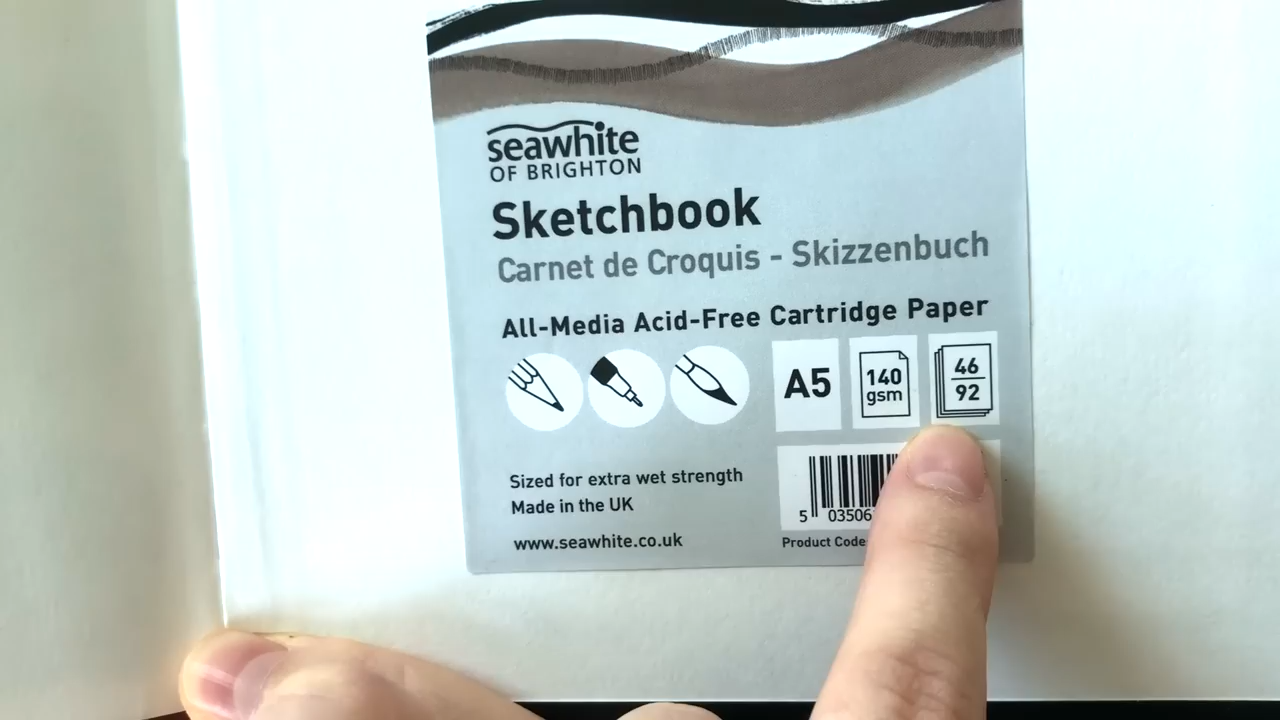 seawhite
OF BRIGHTON
Sketchbook
Carnet de Croquis - Skizzenbuch
All-Media Acid-Free Cartridge Paper
A5
140
gsm
46
92
Sized for extra wet strength
Made in the UK
www.seawhite.co.uk
5 03506
Product Code